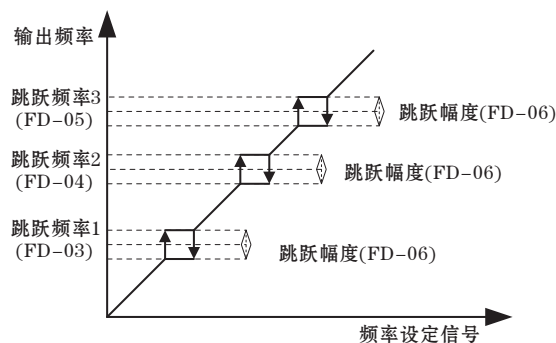 输出频率
跳跃频率3
(FD-05)
跳跃幅度(FD-06)
跳跃频率2
(FD-04)
跳跃幅度(FD-06)
跳跃频率1
(FD-03)
跳跃幅度(FD-06)
频率设定信号